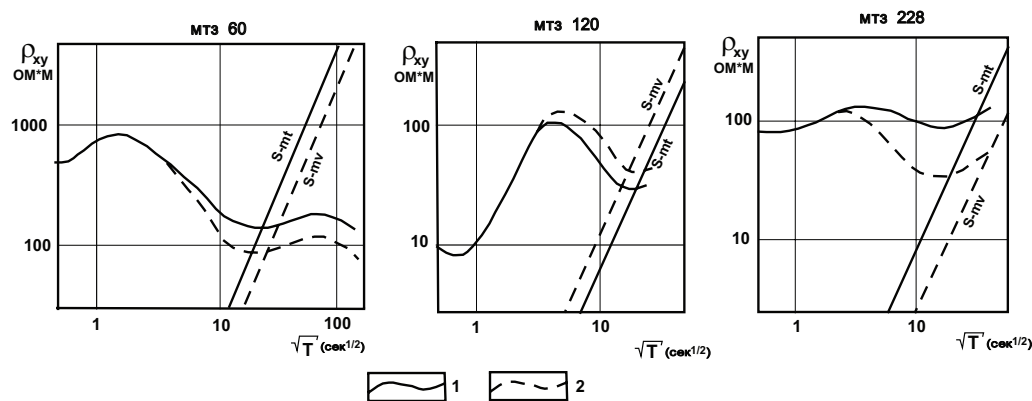 МТЗ 60
ρxy
ОМ*М
1000
100
S-mt
S-mv
1 10 100
√T (сек1/2)
МТЗ 120
ρxy
ОМ*М
100
10
S-mv
S-mt
1 10
√T (сек1/2)
МТЗ 228
ρxy
ОМ*М
100
10
S-mt
S-mv
1 10
√T (сек1/2)
1 2